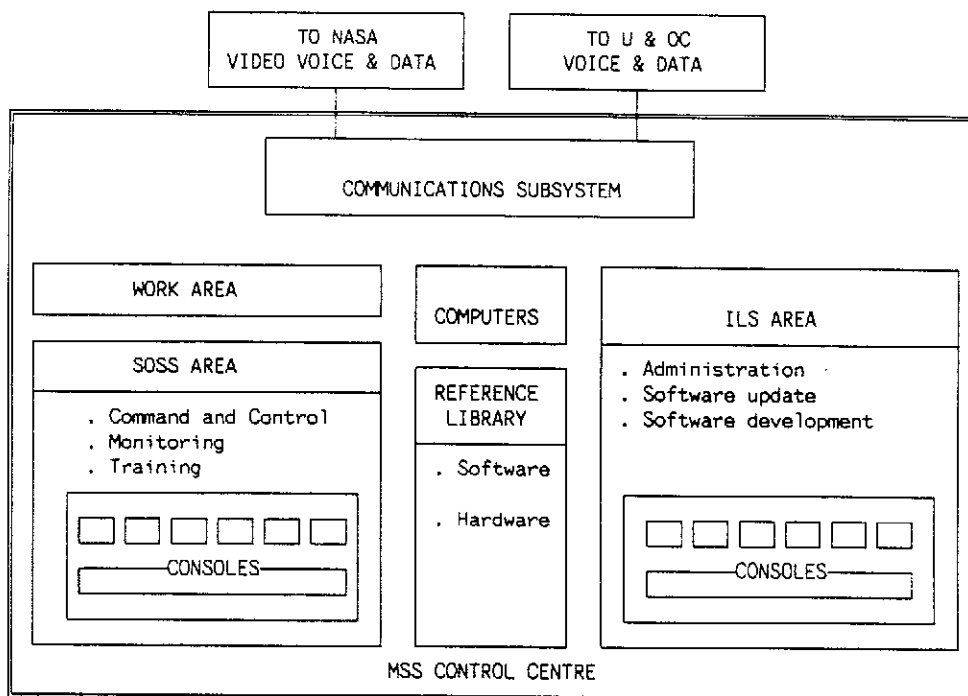 TO NASA
VIDEO VOICE & DATA
TO U & OC
VOICE & DATA
COMMUNICATIONS SUBSYSTEM
WORK AREA
COMPUTERS
ILS AREA
SOSS AREA
. Command and Control
. Monitoring
. Training
CONSOLES
REFERENCE
LIBRARY
. Software
. Hardware
. Administration
. Software update
. Software development
CONSOLES
MSS CONTROL CENTRE